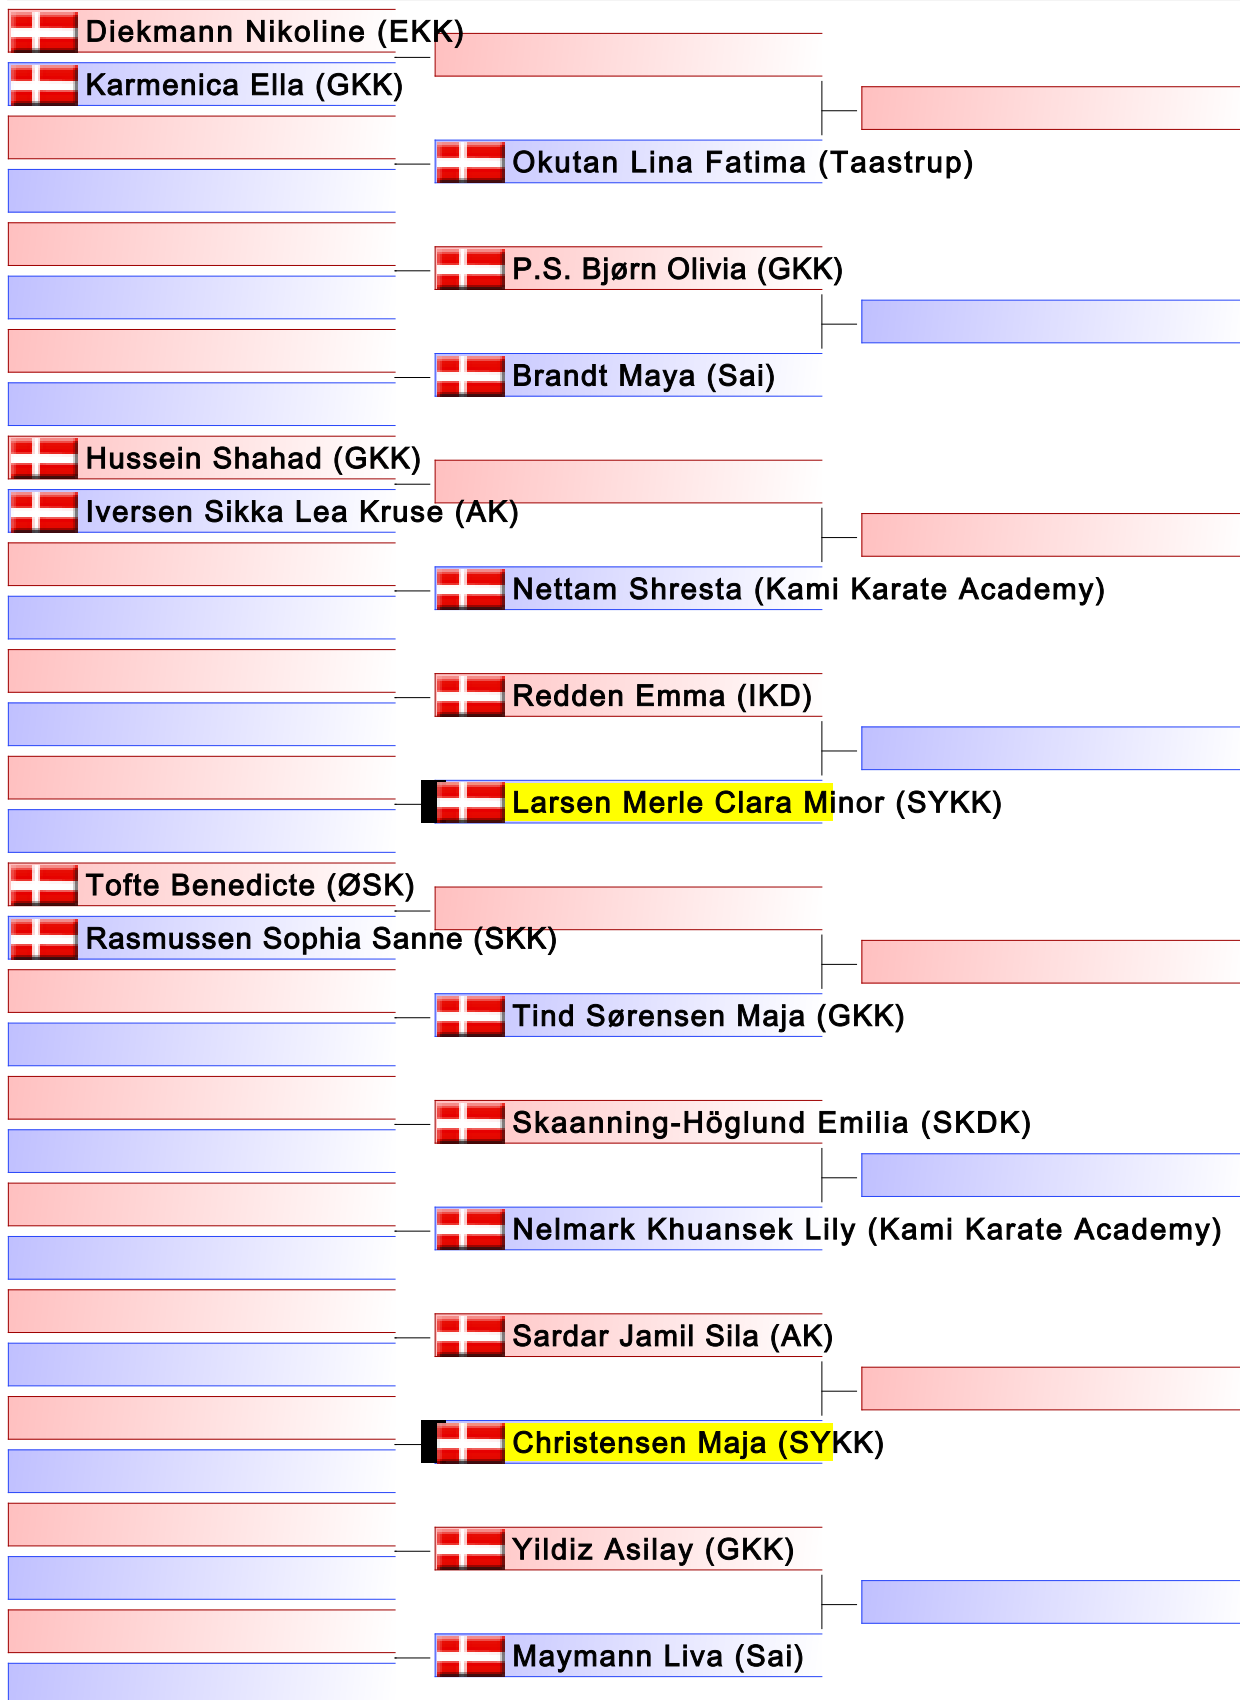 Diekmann Nikoline (EKK)
Karmenica Ella (GKK)
Okutan Lina Fatima (Taastrup)
P.S. Bjørn Olivia (GKK)
Brandt Maya (Sai)
Hussein Shahad (GKK)
Iversen Sikka Lea Kruse (AK)
Nettam Shresta (Kami Karate Academy)
Redden Emma (IKD)
Larsen Merle Clara Minor (SYKK)
Tofte Benedicte (ØSK)
Rasmussen Sophia Sanne (SKK)
Tind Sørensen Maja (GKK)
Skaanning-Höglund Emilia (SKDK)
Nelmark Khuansek Lily (Kami Karate Academy)
Sardar Jamil Sila (AK)
Christensen Maja (SYKK)
Yildiz Asilay (GKK)
Maymann Liva (Sai)